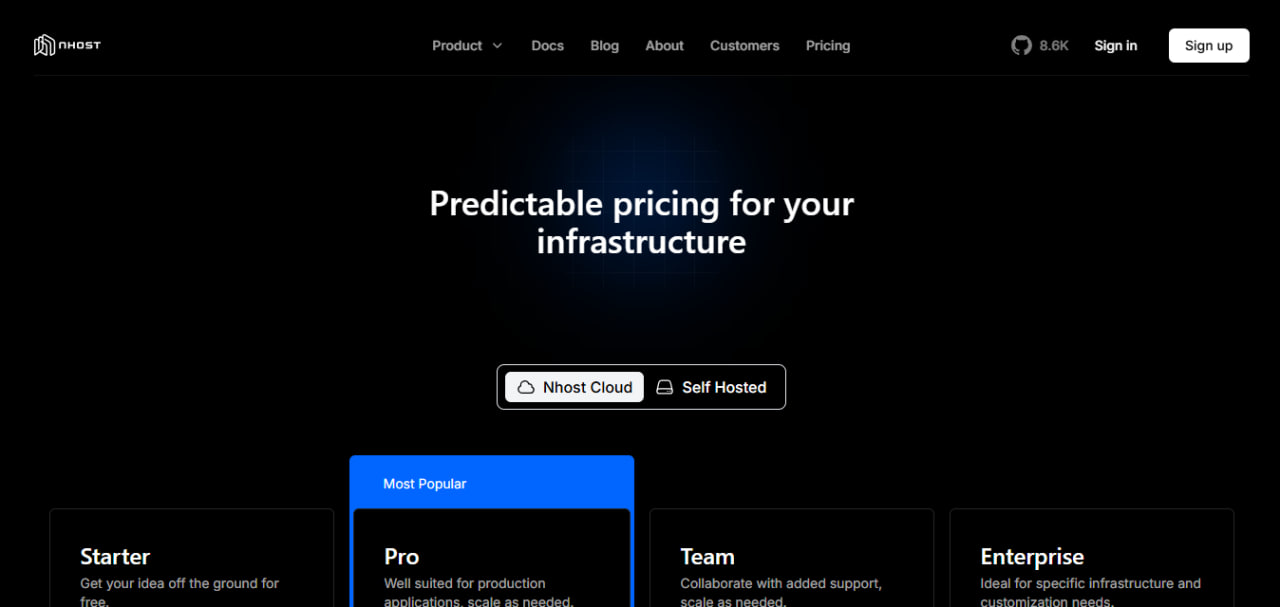 nHOST
Product
Docs
Blog
About
Customers
Pricing
8.6K
Sign in
Sign up
Predictable pricing for your
infrastructure
Nhost Cloud
Self Hosted
Most Popular
Starter
Get your idea off the ground for
free.
Pro
Well suited for production
applications, scale as needed.
Team
Collaborate with added support,
scale as needed.
Enterprise
Ideal for specific infrastructure and
customization needs.